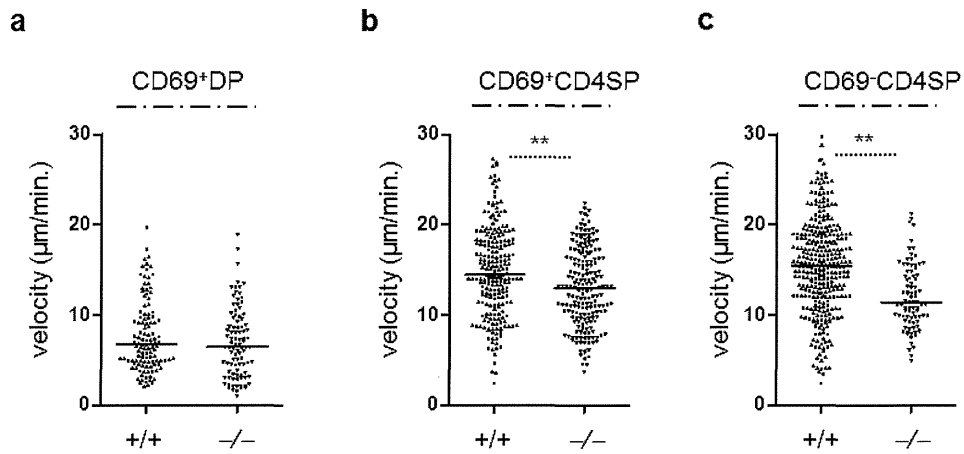 a
b
c
CD69⁺DP
CD69⁺CD4SP
CD69⁻CD4SP
velocity (µm/min.)
30
20
10
0
+/+
–/–
velocity (µm/min.)
30
20
10
0
**
+/+
–/–
velocity (µm/min.)
30
20
10
0
**
+/+
–/–